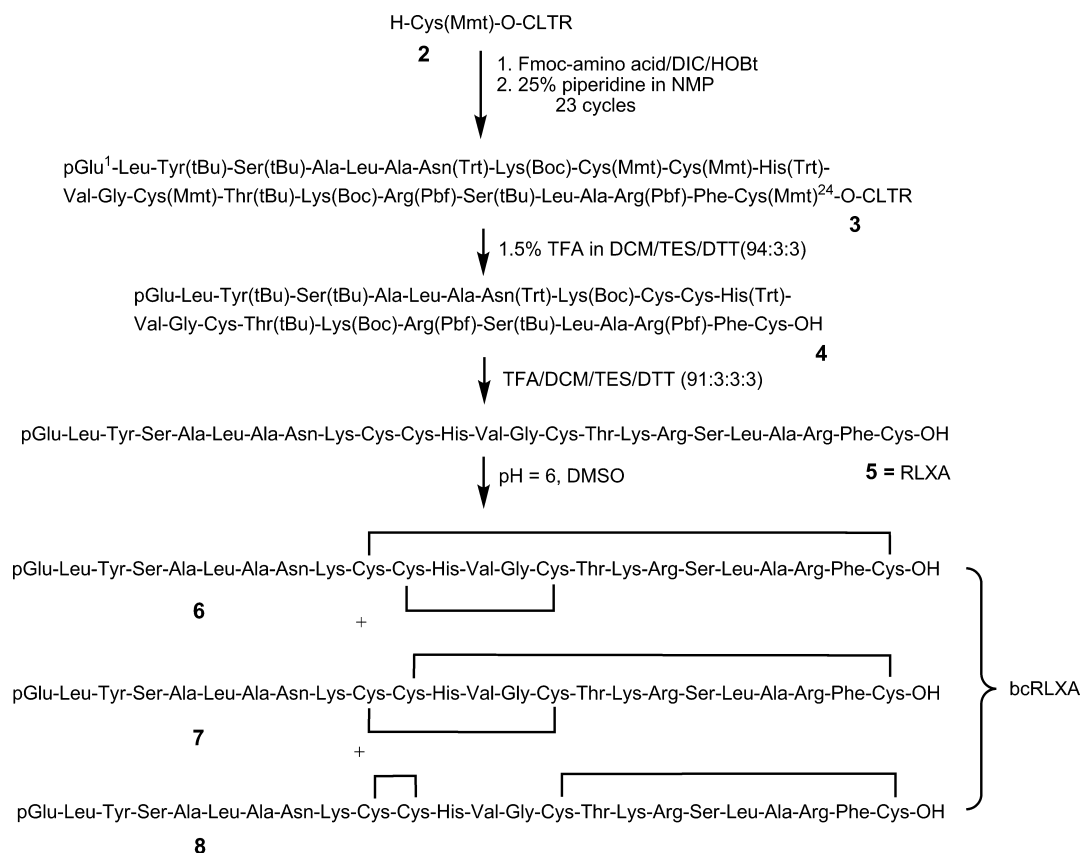 H-Cys(Mmt)-O-CLTR
2
1. Fmoc-amino acid/DIC/HOBt
2. 25% piperidine in NMP
23 cycles
pGlu¹-Leu-Tyr(tBu)-Ser(tBu)-Ala-Leu-Ala-Asn(Trt)-Lys(Boc)-Cys(Mmt)-Cys(Mmt)-His(Trt)-
Val-Gly-Cys(Mmt)-Thr(tBu)-Lys(Boc)-Arg(Pbf)-Ser(tBu)-Leu-Ala-Arg(Pbf)-Phe-Cys(Mmt)²⁴-O-CLTR
3
1.5% TFA in DCM/TES/DTT(94:3:3)
pGlu-Leu-Tyr(tBu)-Ser(tBu)-Ala-Leu-Ala-Asn(Trt)-Lys(Boc)-Cys-Cys-His(Trt)-
Val-Gly-Cys-Thr(tBu)-Lys(Boc)-Arg(Pbf)-Ser(tBu)-Leu-Ala-Arg(Pbf)-Phe-Cys-OH
4
TFA/DCM/TES/DTT (91:3:3:3)
pGlu-Leu-Tyr-Ser-Ala-Leu-Ala-Asn-Lys-Cys-Cys-His-Val-Gly-Cys-Thr-Lys-Arg-Ser-Leu-Ala-Arg-Phe-Cys-OH
5 = RLXA
pH = 6, DMSO
pGlu-Leu-Tyr-Ser-Ala-Leu-Ala-Asn-Lys-Cys-Cys-His-Val-Gly-Cys-Thr-Lys-Arg-Ser-Leu-Ala-Arg-Phe-Cys-OH
6
+
pGlu-Leu-Tyr-Ser-Ala-Leu-Ala-Asn-Lys-Cys-Cys-His-Val-Gly-Cys-Thr-Lys-Arg-Ser-Leu-Ala-Arg-Phe-Cys-OH
bcRLXA
7
+
pGlu-Leu-Tyr-Ser-Ala-Leu-Ala-Asn-Lys-Cys-Cys-His-Val-Gly-Cys-Thr-Lys-Arg-Ser-Leu-Ala-Arg-Phe-Cys-OH
8